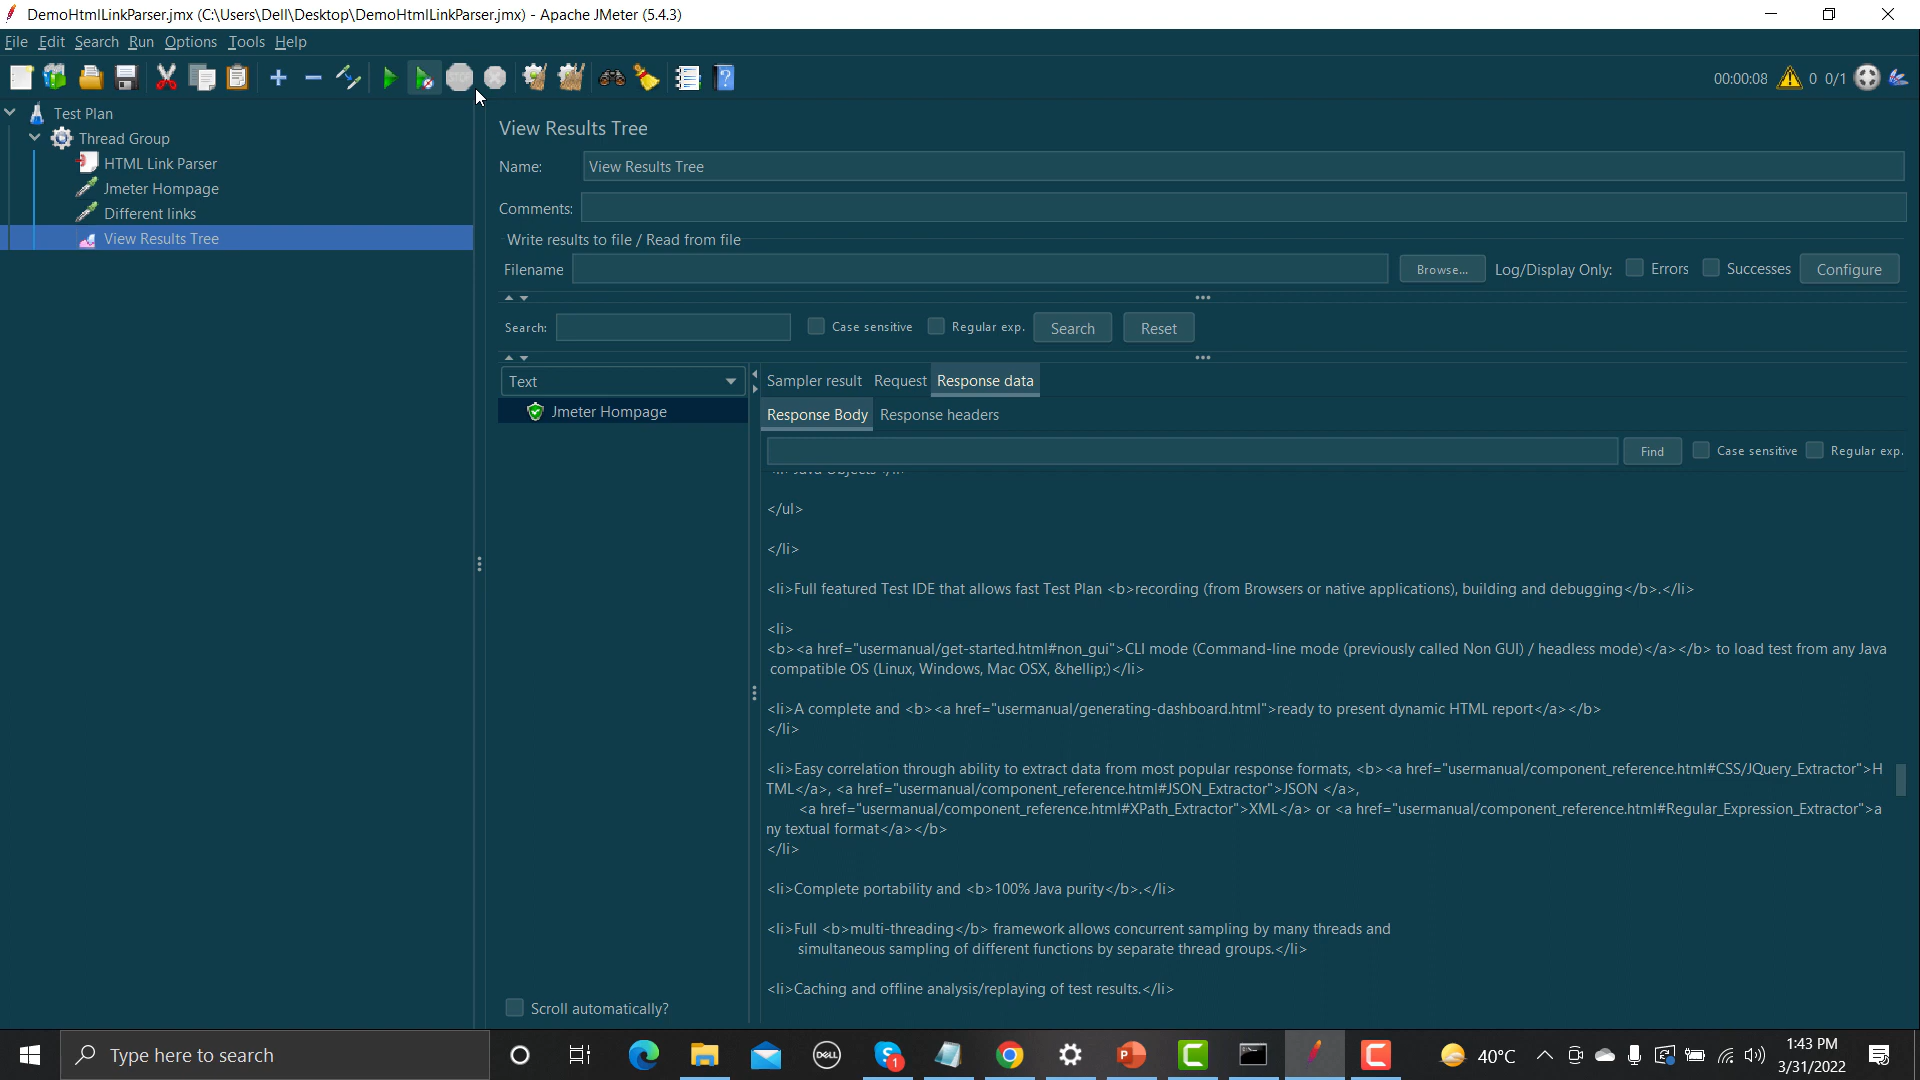 DemoHtmlLinkParser.jmx (C:\Users\Dell\Desktop\DemoHtmlLinkParser.jmx) - Apache JMeter (5.4.3)
File Edit Search Run Options Tools Help
STOP
00:00:08 0 0/1
Test Plan
Thread Group
HTML Link Parser
Jmeter Hompage
Different links
View Results Tree
View Results Tree
Name: View Results Tree
Comments:
Write results to file / Read from file
Filename Browse... Log/Display Only: Errors Successes Configure
Search: Case sensitive Regular exp. Search Reset
Text
Jmeter Hompage
Scroll automatically?
Sampler result Request Response data
Response Body Response headers
Find Case sensitive Regular exp.
</ul>
</li>
<li>Full featured Test IDE that allows fast Test Plan <b>recording (from Browsers or native applications), building and debugging</b>.</li>
<li>
<b><a href="usermanual/get-started.html#non_gui">CLI mode (Command-line mode (previously called Non GUI) / headless mode)</a></b> to load test from any Java
compatible OS (Linux, Windows, Mac OSX, &hellip;)</li>
<li>A complete and <b><a href="usermanual/generating-dashboard.html">ready to present dynamic HTML report</a></b>
</li>
<li>Easy correlation through ability to extract data from most popular response formats, <b><a href="usermanual/component_reference.html#CSS/JQuery_Extractor">H
TML</a>, <a href="usermanual/component_reference.html#JSON_Extractor">JSON </a>,
<a href="usermanual/component_reference.html#XPath_Extractor">XML</a> or <a href="usermanual/component_reference.html#Regular_Expression_Extractor">a
ny textual format</a></b>
</li>
<li>Complete portability and <b>100% Java purity</b>.</li>
<li>Full <b>multi-threading</b> framework allows concurrent sampling by many threads and
simultaneous sampling of different functions by separate thread groups.</li>
<li>Caching and offline analysis/replaying of test results.</li>
Type here to search
DELL
1
40°C
1:43 PM
3/31/2022